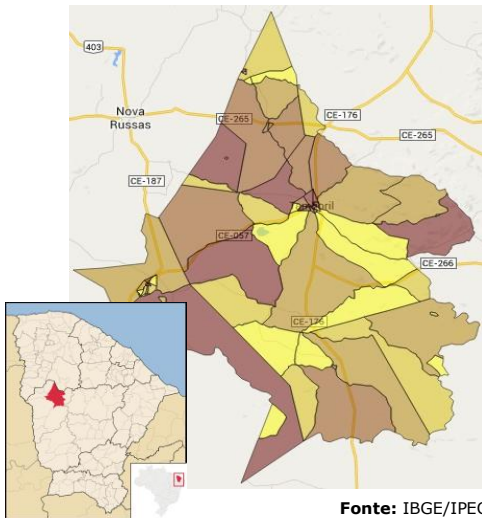 403
Nova
Russas
CE-265
CE-176
CE-265
CE-187
CE-057
CE-266
CE-176
Fonte: IBGE/IPEC